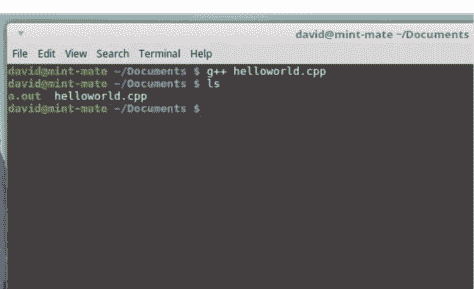 david@mint-mate ~/Documents
File Edit View Search Terminal Help
david@mint-mate ~/Documents $ g++ helloworld.cpp
david@mint-mate ~/Documents $ ls
a.out helloworld.cpp
david@mint-mate ~/Documents $